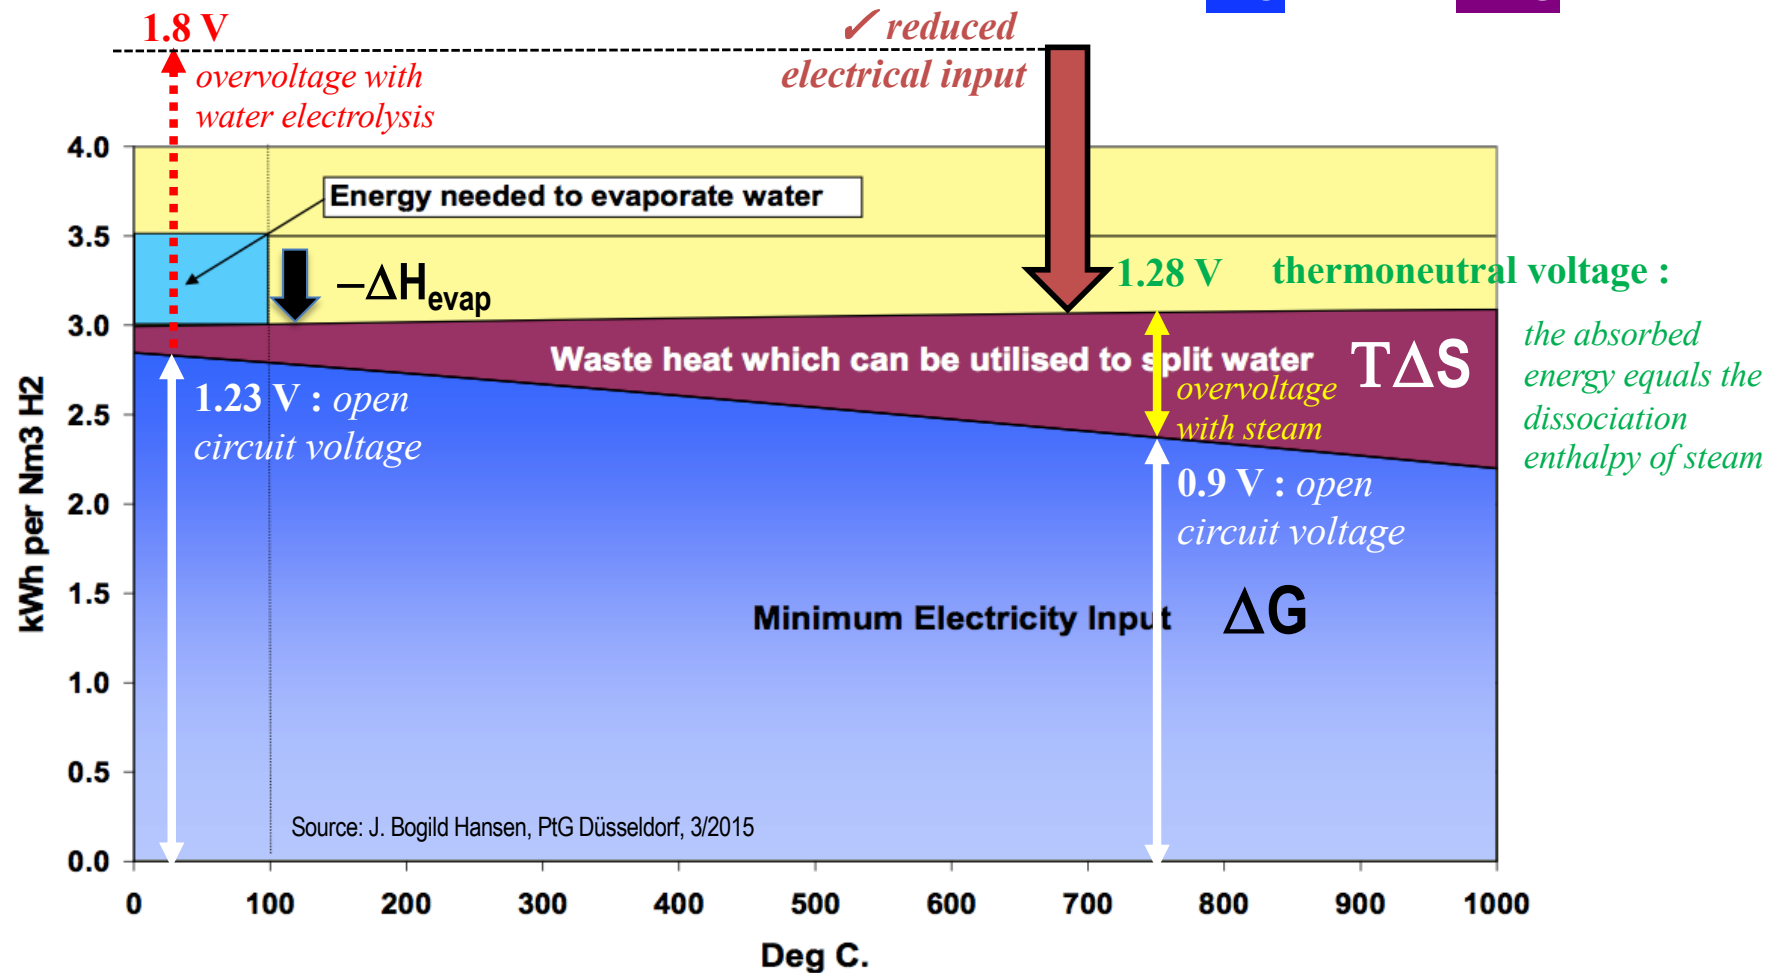 1.8 V
overvoltage with
water electrolysis
✓ reduced
electrical input
4.0
3.5
3.0
2.5
2.0
1.5
1.0
0.5
0.0
kWh per Nm3 H2
Energy needed to evaporate water
−ΔHevap
1.28 V thermoneutral voltage :
the absorbed
energy equals the
dissociation
enthalpy of steam
Waste heat which can be utilised to split water
TΔS
overvoltage
with steam
1.23 V : open
circuit voltage
0.9 V : open
circuit voltage
Minimum Electricity Input
ΔG
Source: J. Bogild Hansen, PtG Düsseldorf, 3/2015
0 100 200 300 400 500 600 700 800 900 1000
Deg C.